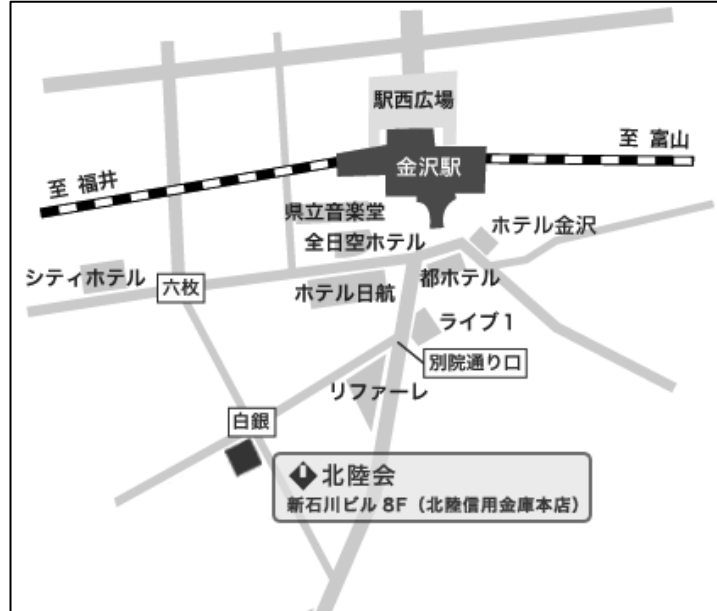 駅西広場
至 富山
金沢駅
至 福井
県立音楽堂
ホテル金沢
全日空ホテル
シティホテル
六枚
ホテル日航
都ホテル
ライブ1
別院通り口
リファーレ
白銀
北陸会
新石川ビル 8F（北陸信用金庫本店）